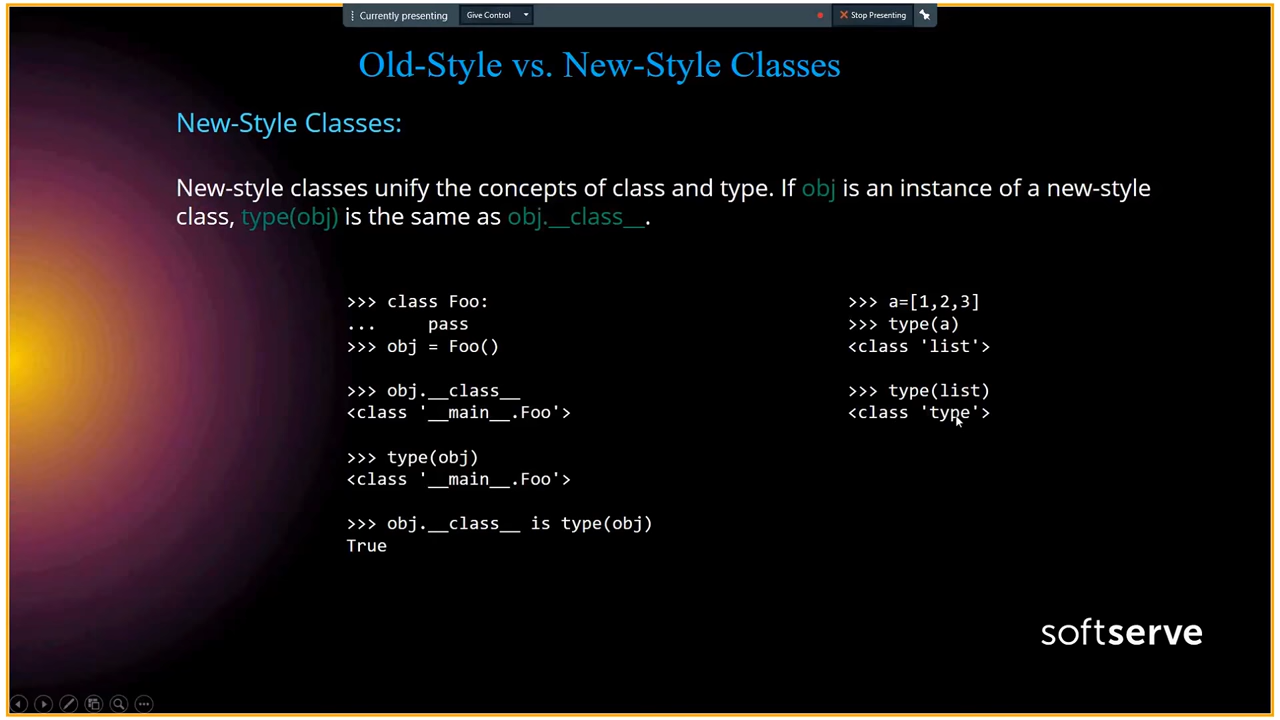 Currently presenting
Give Control
Stop Presenting
Old-Style vs. New-Style Classes
New-Style Classes:
New-style classes unify the concepts of class and type. If obj is an instance of a new-style
class, type(obj) is the same as obj.__class__.
>>> class Foo:
...     pass
>>> obj = Foo()
>>> obj.__class__
<class '__main__.Foo'>
>>> type(obj)
<class '__main__.Foo'>
>>> obj.__class__ is type(obj)
True
>>> a=[1,2,3]
>>> type(a)
<class 'list'>
>>> type(list)
<class 'type'>
softserve